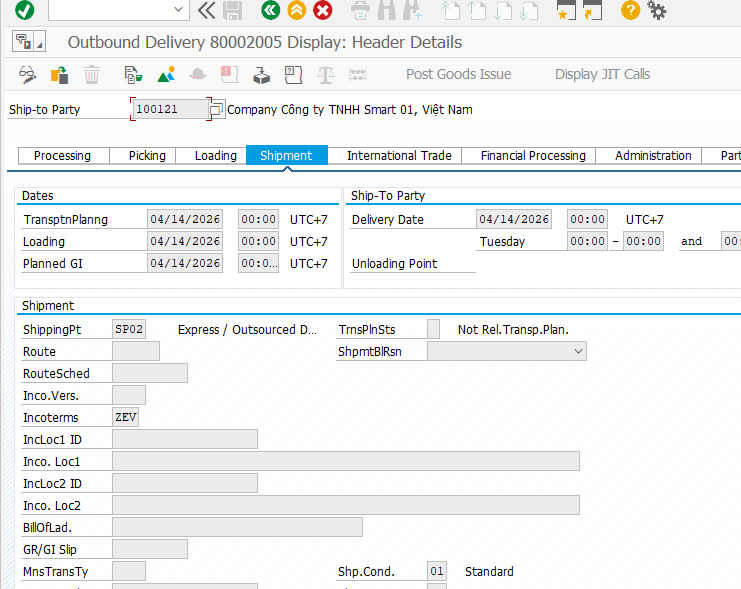 Outbound Delivery 80002005 Display: Header Details
Post Goods Issue Display JIT Calls
Ship-to Party 100121 Company Công ty TNHH Smart 01, Việt Nam
Processing Picking Loading Shipment International Trade Financial Processing Administration Part
Dates Ship-To Party
TransptnPlanng 04/14/2026 00:00 UTC+7 Delivery Date 04/14/2026 00:00 UTC+7
Loading 04/14/2026 00:00 UTC+7 Tuesday 00:00 - 00:00 and 00:
Planned GI 04/14/2026 00:0... UTC+7 Unloading Point
Shipment
ShippingPt SP02 Express / Outsourced D... TrnsPlnSts Not Rel.Transp.Plan.
Route ShpmtBlRsn
RouteSched
Inco.Vers.
Incoterms ZEV
IncLoc1 ID
Inco. Loc1
IncLoc2 ID
Inco. Loc2
BillOfLad.
GR/GI Slip
MnsTransTy Shp.Cond. 01 Standard